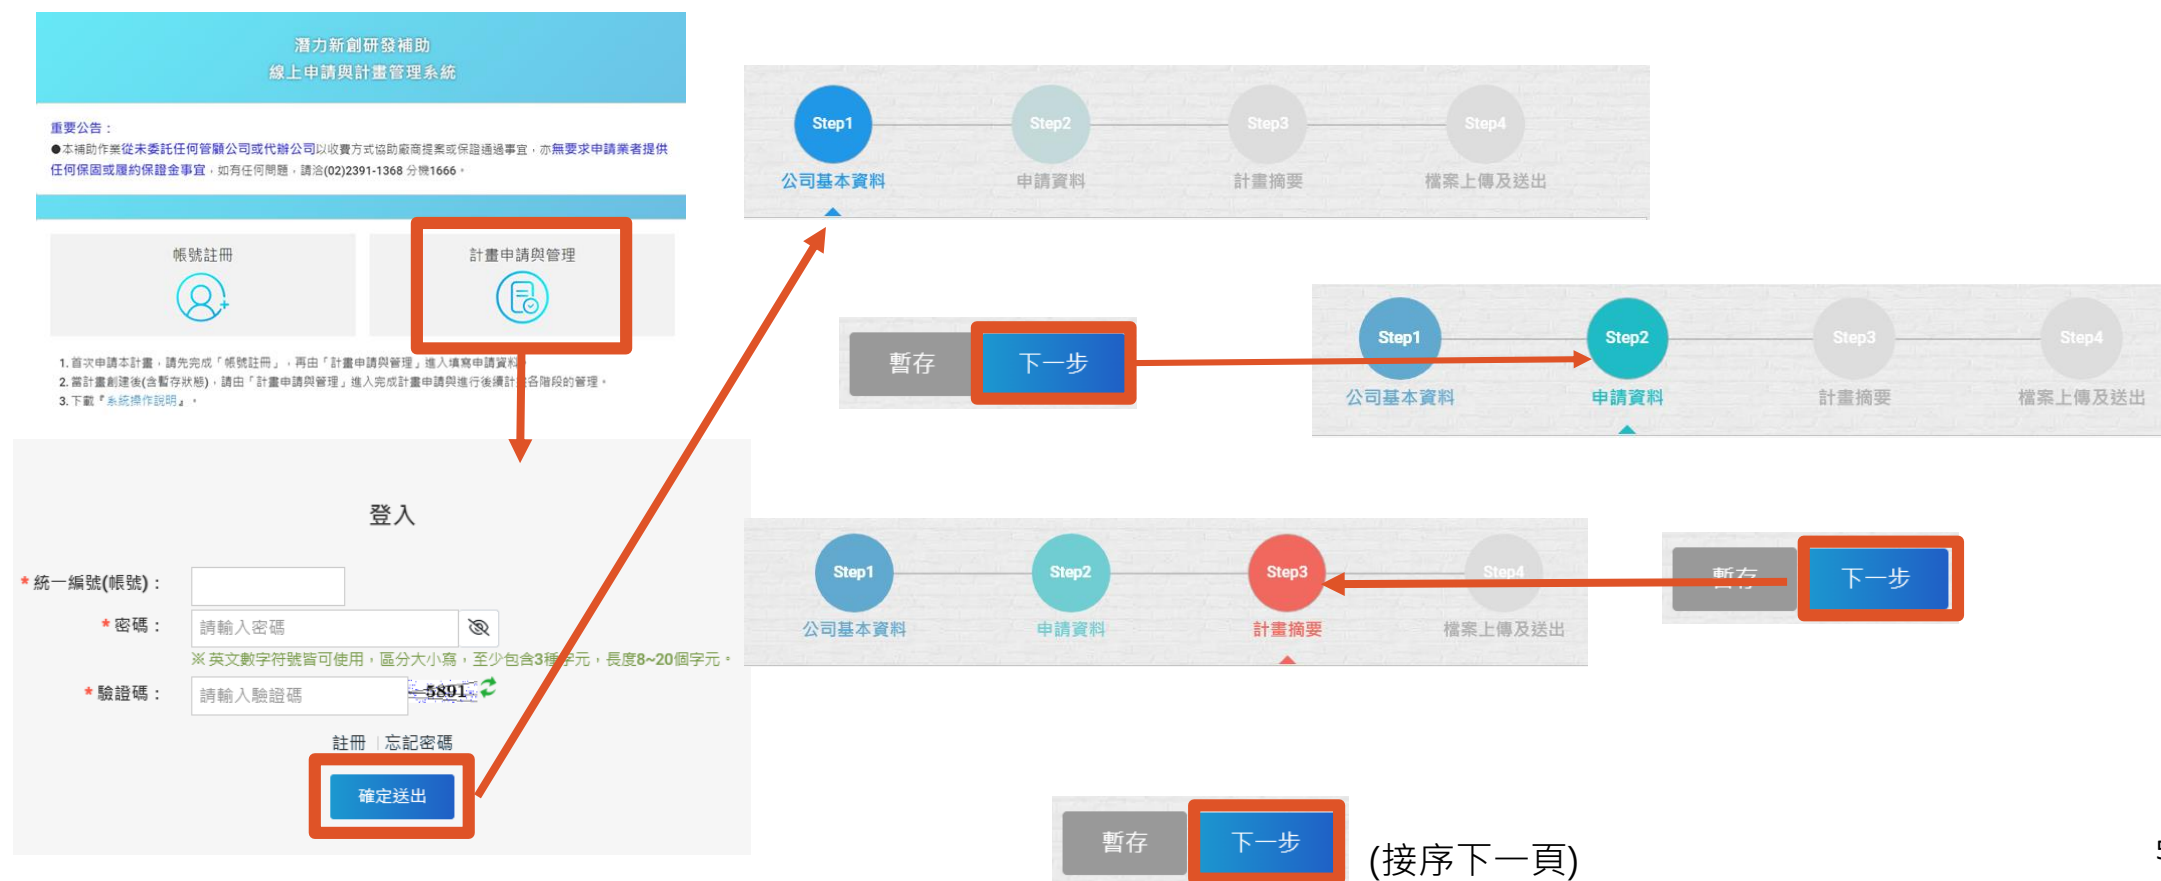 潛力新創研發補助
線上申請與計畫管理系統
重要公告：
●本補助作業從未委託任何管顧公司或代辦公司以收費方式協助廠商提案或保證通過事宜，亦無要求申請業者提供
任何保固或履約保證金事宜，如有任何問題，請洽(02)2391-1368 分機1666。
帳號註冊
計畫申請與管理
1.首次申請本計畫，請先完成「帳號註冊」，再由「計畫申請與管理」進入填寫申請資料
2.當計畫創建後(含暫存狀態)，請由「計畫申請與管理」進入完成計畫申請與進行後續計 各階段的管理。
3.下載『系統操作說明』。
登入
*統一編號(帳號)：
*密碼：
請輸入密碼
※英文數字符號皆可使用，區分大小寫，至少包含3種字元，長度8~20個字元。
*驗證碼：
請輸入驗證碼
5891
註冊 | 忘記密碼
確定送出
Step1 Step2 Step3 Step4
公司基本資料 申請資料 計畫摘要 檔案上傳及送出
暫存 下一步
Step1 Step2 Step3 Step4
公司基本資料 申請資料 計畫摘要 檔案上傳及送出
Step1 Step2 Step3 Step4
公司基本資料 申請資料 計畫摘要 檔案上傳及送出
暫存 下一步
暫存 下一步
(接序下一頁)